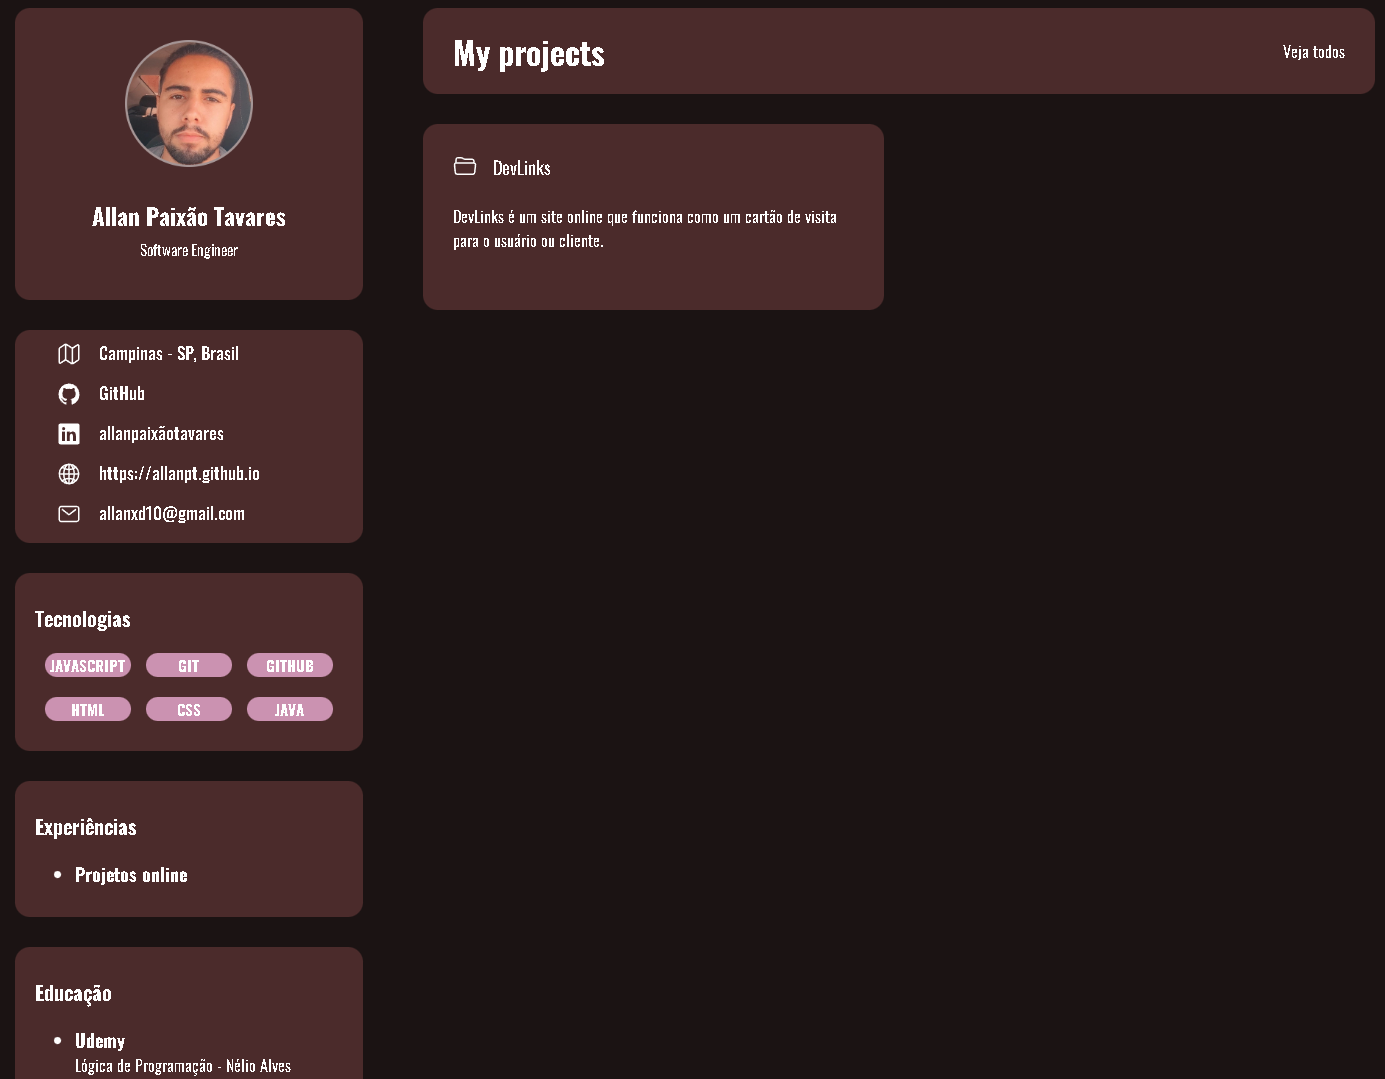 Allan Paixão Tavares
Software Engineer
Campinas - SP, Brasil
GitHub
allanpaixãotavares
https://allanpt.github.io
allanxd10@gmail.com
Tecnologias
JAVASCRIPT GIT GITHUB
HTML CSS JAVA
Experiências
Projetos online
Educação
Udemy
Lógica de Programação - Nélio Alves
My projects
Veja todos
DevLinks
DevLinks é um site online que funciona como um cartão de visita
para o usuário ou cliente.